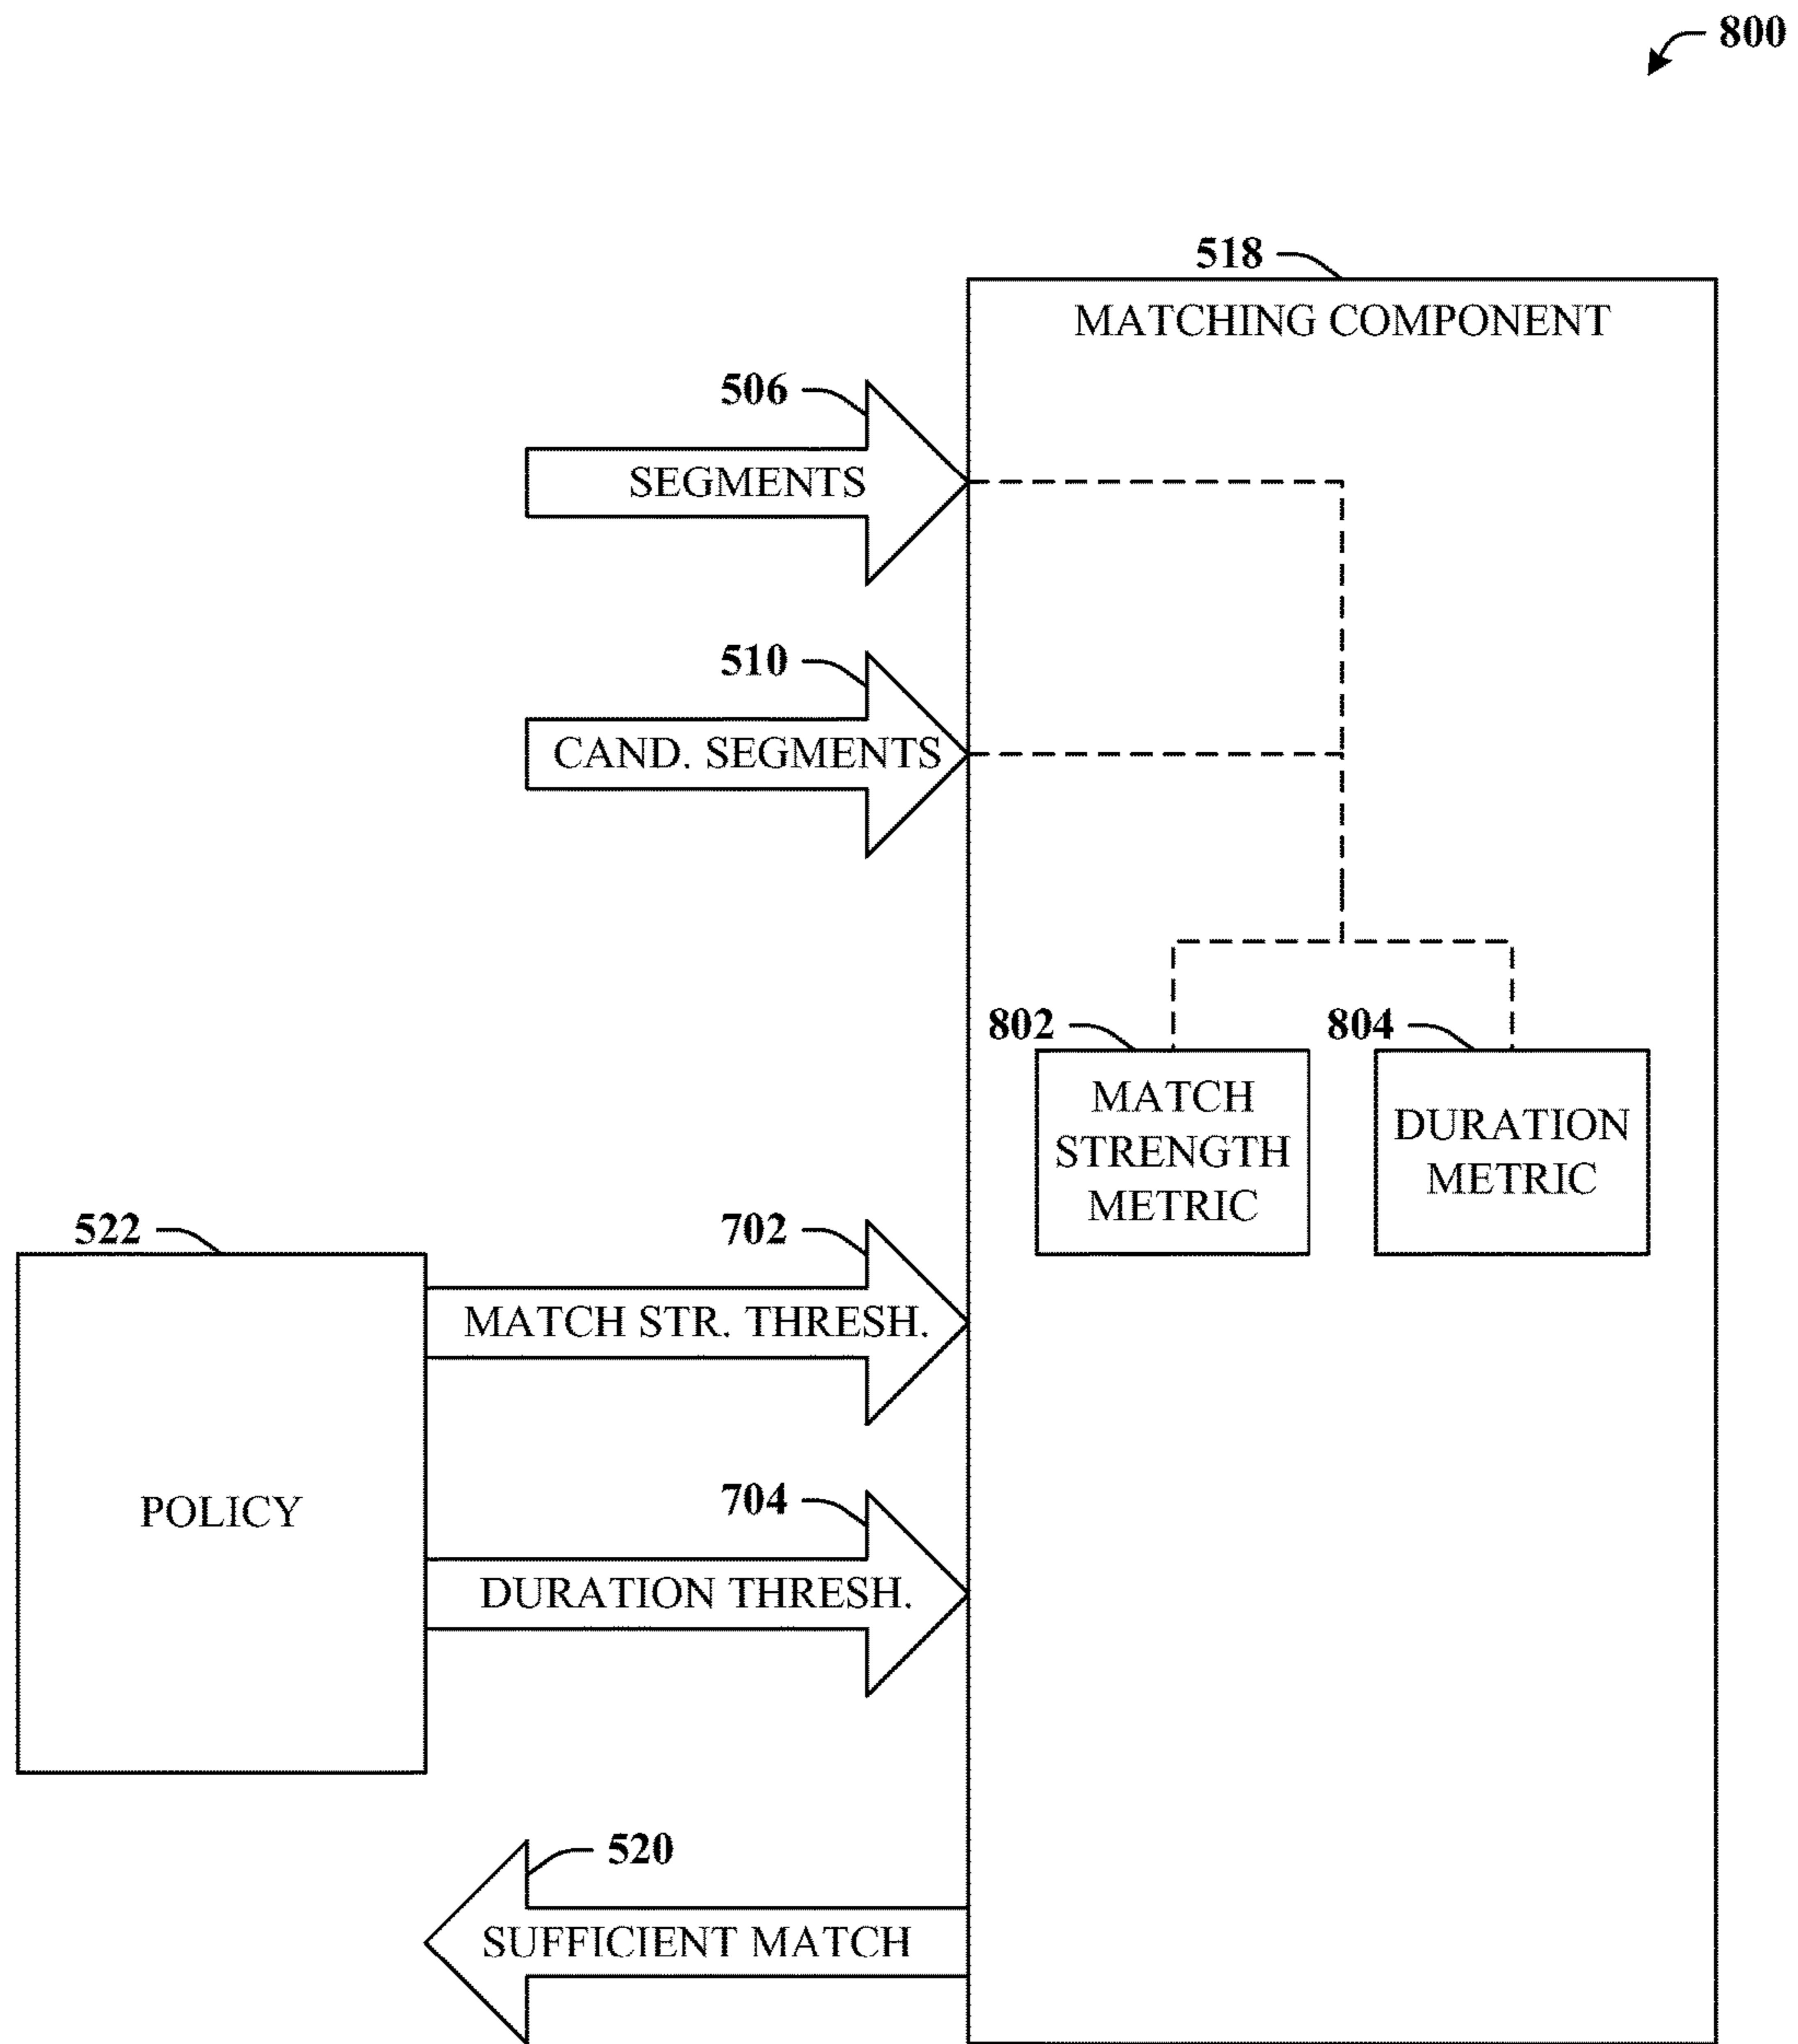 800
518
MATCHING COMPONENT
506
SEGMENTS
510
CAND. SEGMENTS
802
804
MATCH
STRENGTH
METRIC
DURATION
METRIC
522
702
MATCH STR. THRESH.
704
POLICY
DURATION THRESH.
520
SUFFICIENT MATCH